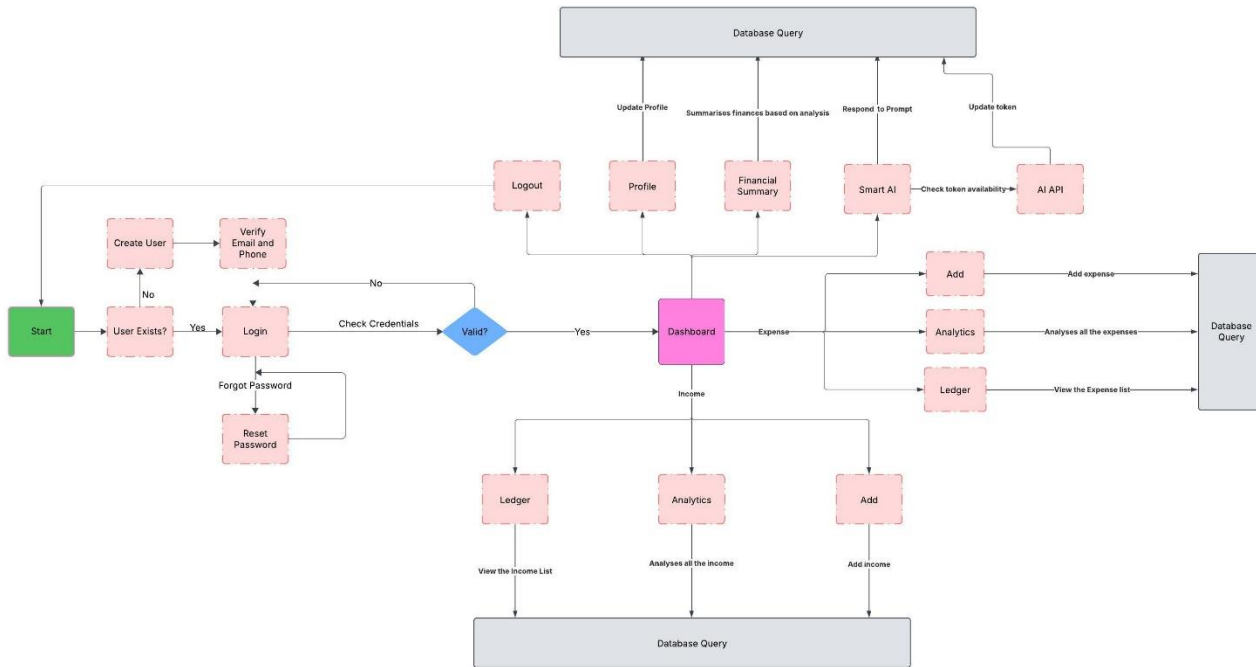 Database Query
Update Profile
Summarises finances based on analysis
Respond to Prompt
Update token
Logout
Profile
Financial
Summary
Smart AI
Check token availability
AI API
Create User
Verify
Email and
Phone
No
No
Add
Add expense
Start
User Exists?
Yes
Login
Check Credentials
Valid?
Yes
Dashboard
Expense
Analytics
Analyses all the expenses
Database
Query
Forgot Password
Income
Ledger
View the Expense list
Reset
Password
Ledger
Analytics
Add
View the Income List
Analyses all the income
Add income
Database Query